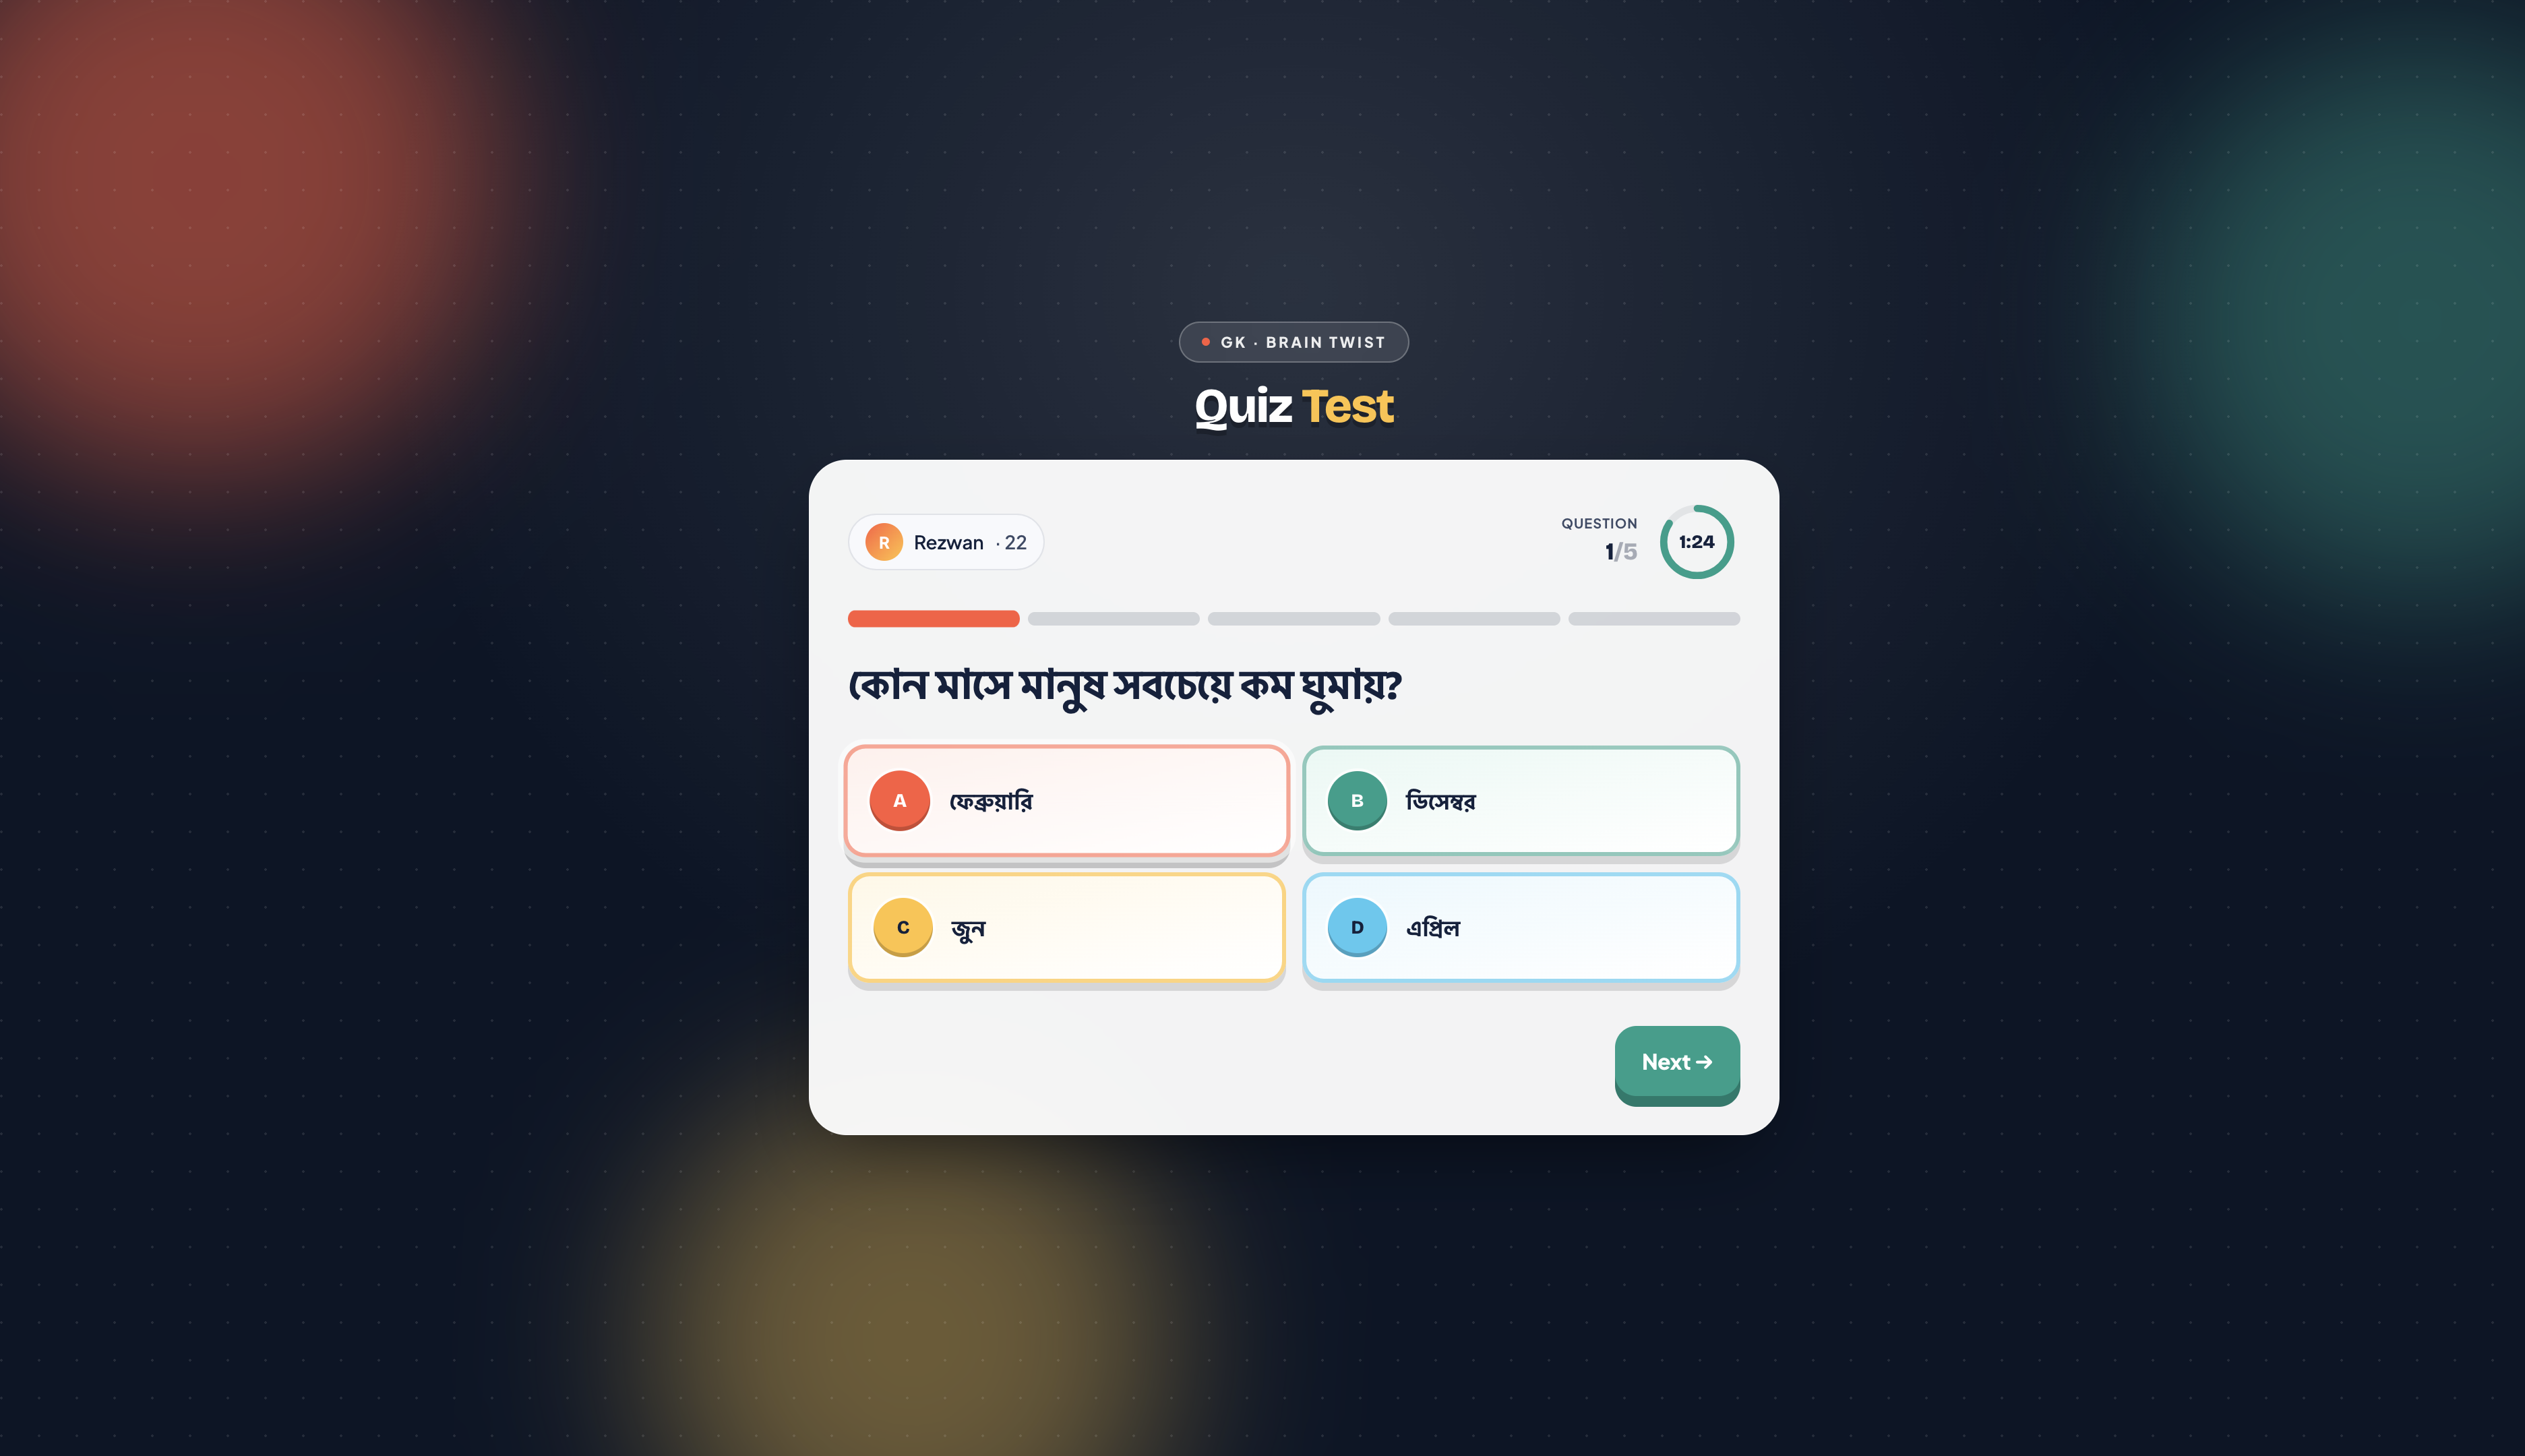 GK · BRAIN TWIST
Quiz Test
R Rezwan · 22
QUESTION
1/5
1:24
কোন মাসে মানুষ সবচেয়ে কম ঘুমায়?
A ফেব্রুয়ারি
B ডিসেম্বর
C জুন
D এপ্রিল
Next →